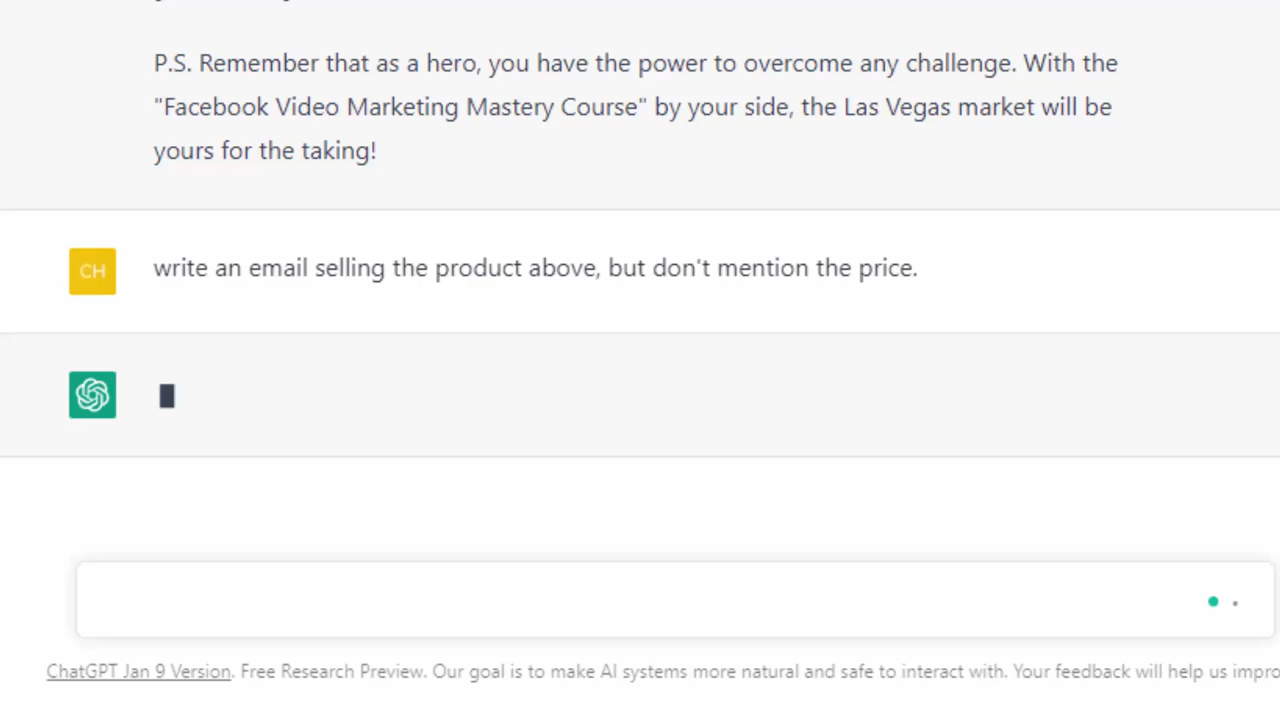 P.S. Remember that as a hero, you have the power to overcome any challenge. With the
"Facebook Video Marketing Mastery Course" by your side, the Las Vegas market will be
yours for the taking!
CH
write an email selling the product above, but don't mention the price.
ChatGPT Jan 9 Version. Free Research Preview. Our goal is to make AI systems more natural and safe to interact with. Your feedback will help us impro